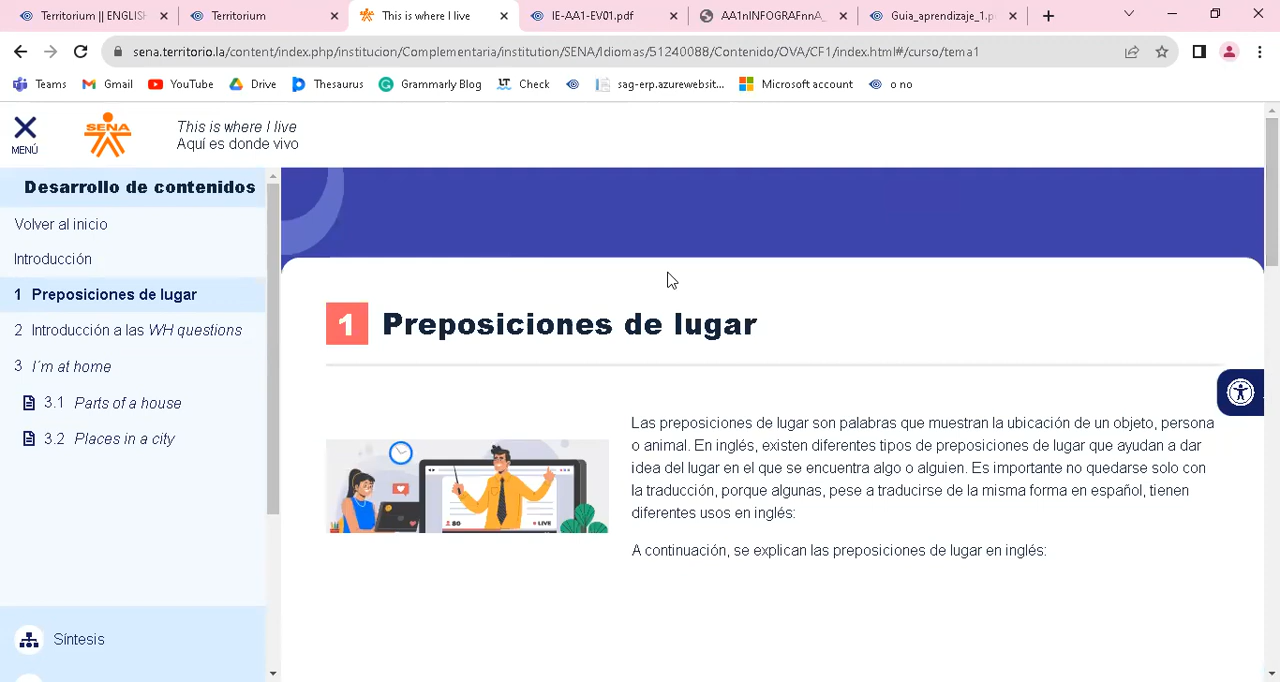 Territorium || ENGLISH
Territorium
This is where I live
IE-AA1-EV01.pdf
AA1nINFOGRAFnnA_
Guia_aprendizaje_1.p
sena.territorio.la/content/index.php/institucion/Complementaria/institution/SENA/Idiomas/51240088/Contenido/OVA/CF1/index.html#/curso/tema1
Teams
Gmail
YouTube
Drive
Thesaurus
Grammarly Blog
Check
sag-erp.azurewebsit...
Microsoft account
o no
MENÚ
SENA
This is where I live
Aquí es donde vivo
Desarrollo de contenidos
Volver al inicio
Introducción
1 Preposiciones de lugar
2 Introducción a las WH questions
3 I´m at home
3.1 Parts of a house
3.2 Places in a city
Síntesis
1 Preposiciones de lugar
80
LIVE
Las preposiciones de lugar son palabras que muestran la ubicación de un objeto, persona
o animal. En inglés, existen diferentes tipos de preposiciones de lugar que ayudan a dar
idea del lugar en el que se encuentra algo o alguien. Es importante no quedarse solo con
la traducción, porque algunas, pese a traducirse de la misma forma en español, tienen
diferentes usos en inglés:
A continuación, se explican las preposiciones de lugar en inglés: